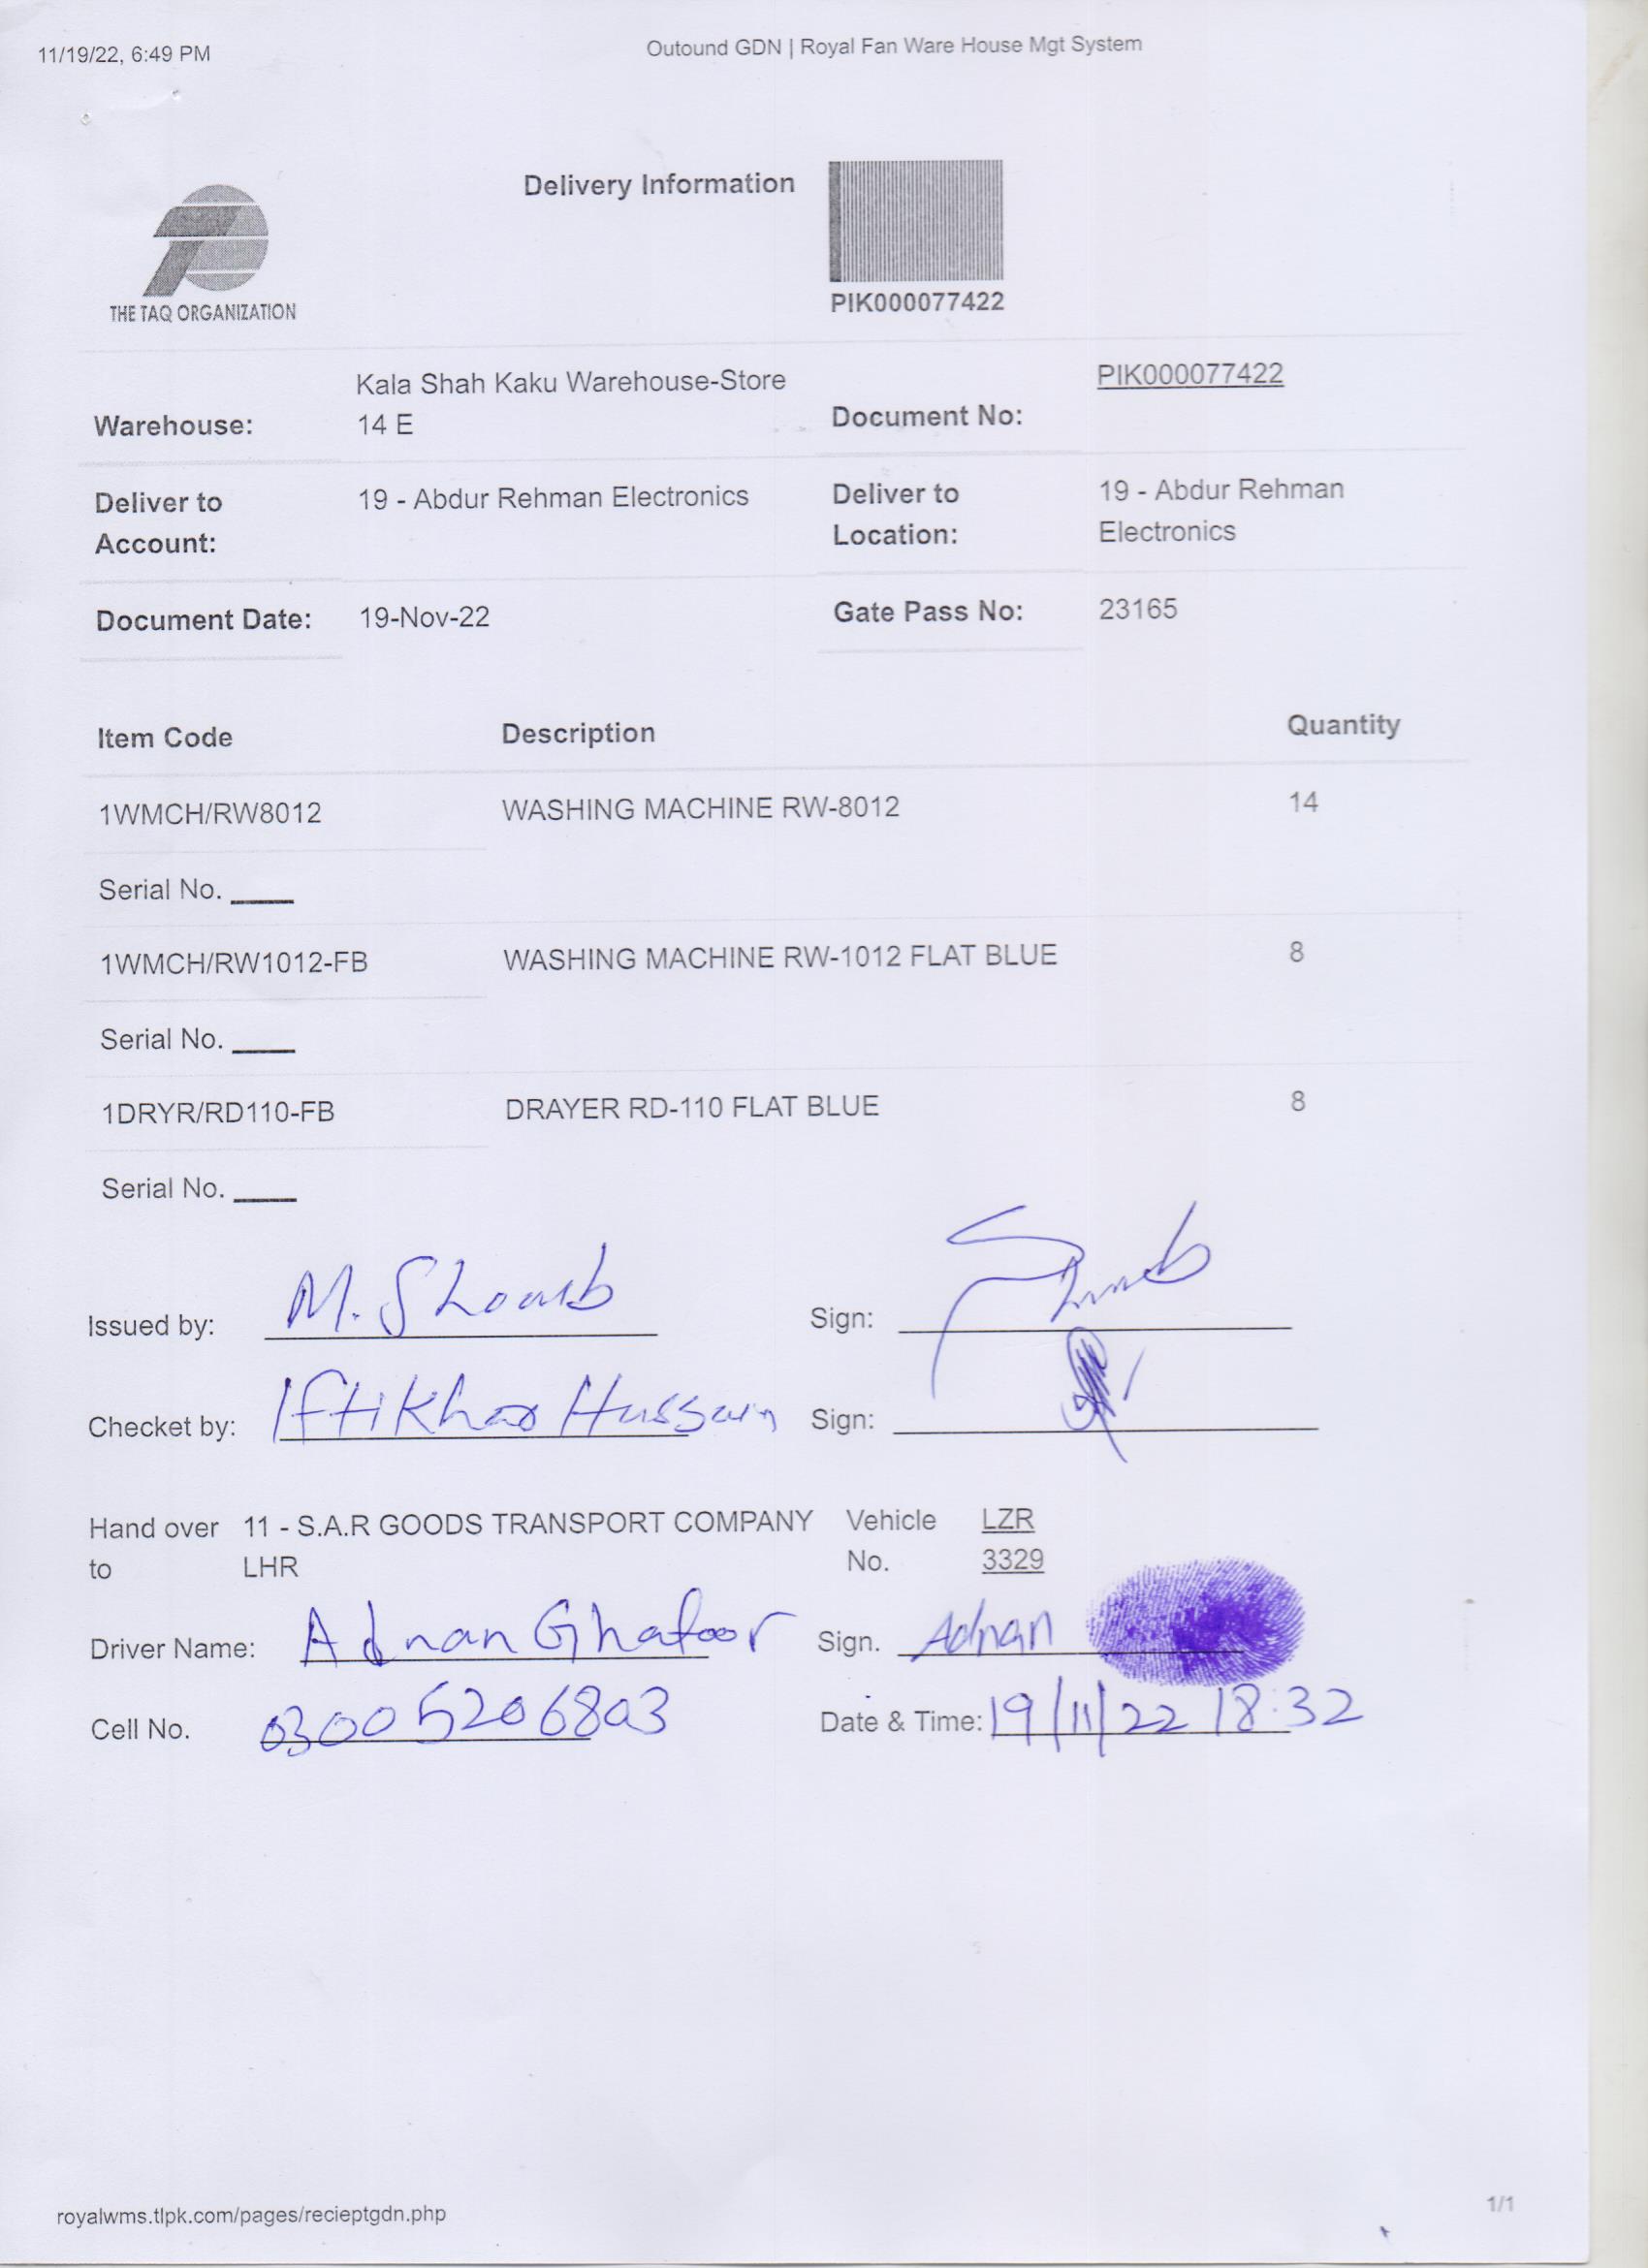 11/19/22, 6:49 PM
Outound GDN | Royal Fan Ware House Mgt System
Delivery Information
THE TAQ ORGANIZATION
PIK000077422
Warehouse: Kala Shah Kaku Warehouse-Store 14 E
Document No: PIK000077422
Deliver to Account: 19 - Abdur Rehman Electronics
Deliver to Location: 19 - Abdur Rehman Electronics
Document Date: 19-Nov-22
Gate Pass No: 23165
Item Code Description Quantity
1WMCH/RW8012 WASHING MACHINE RW-8012 14
Serial No. ____
1WMCH/RW1012-FB WASHING MACHINE RW-1012 FLAT BLUE 8
Serial No. ____
1DRYR/RD110-FB DRAYER RD-110 FLAT BLUE 8
Serial No. ____
Issued by: M. Shoaib Sign:
Checket by: Iftikhar Hussain Sign:
Hand over to 11 - S.A.R GOODS TRANSPORT COMPANY LHR
Vehicle No. LZR 3329
Driver Name: Adnan Ghafoor Sign. Adnan
Cell No. 03005206803 Date & Time: 19/11/22 18:32
royalwms.tlpk.com/pages/recieptgdn.php
1/1